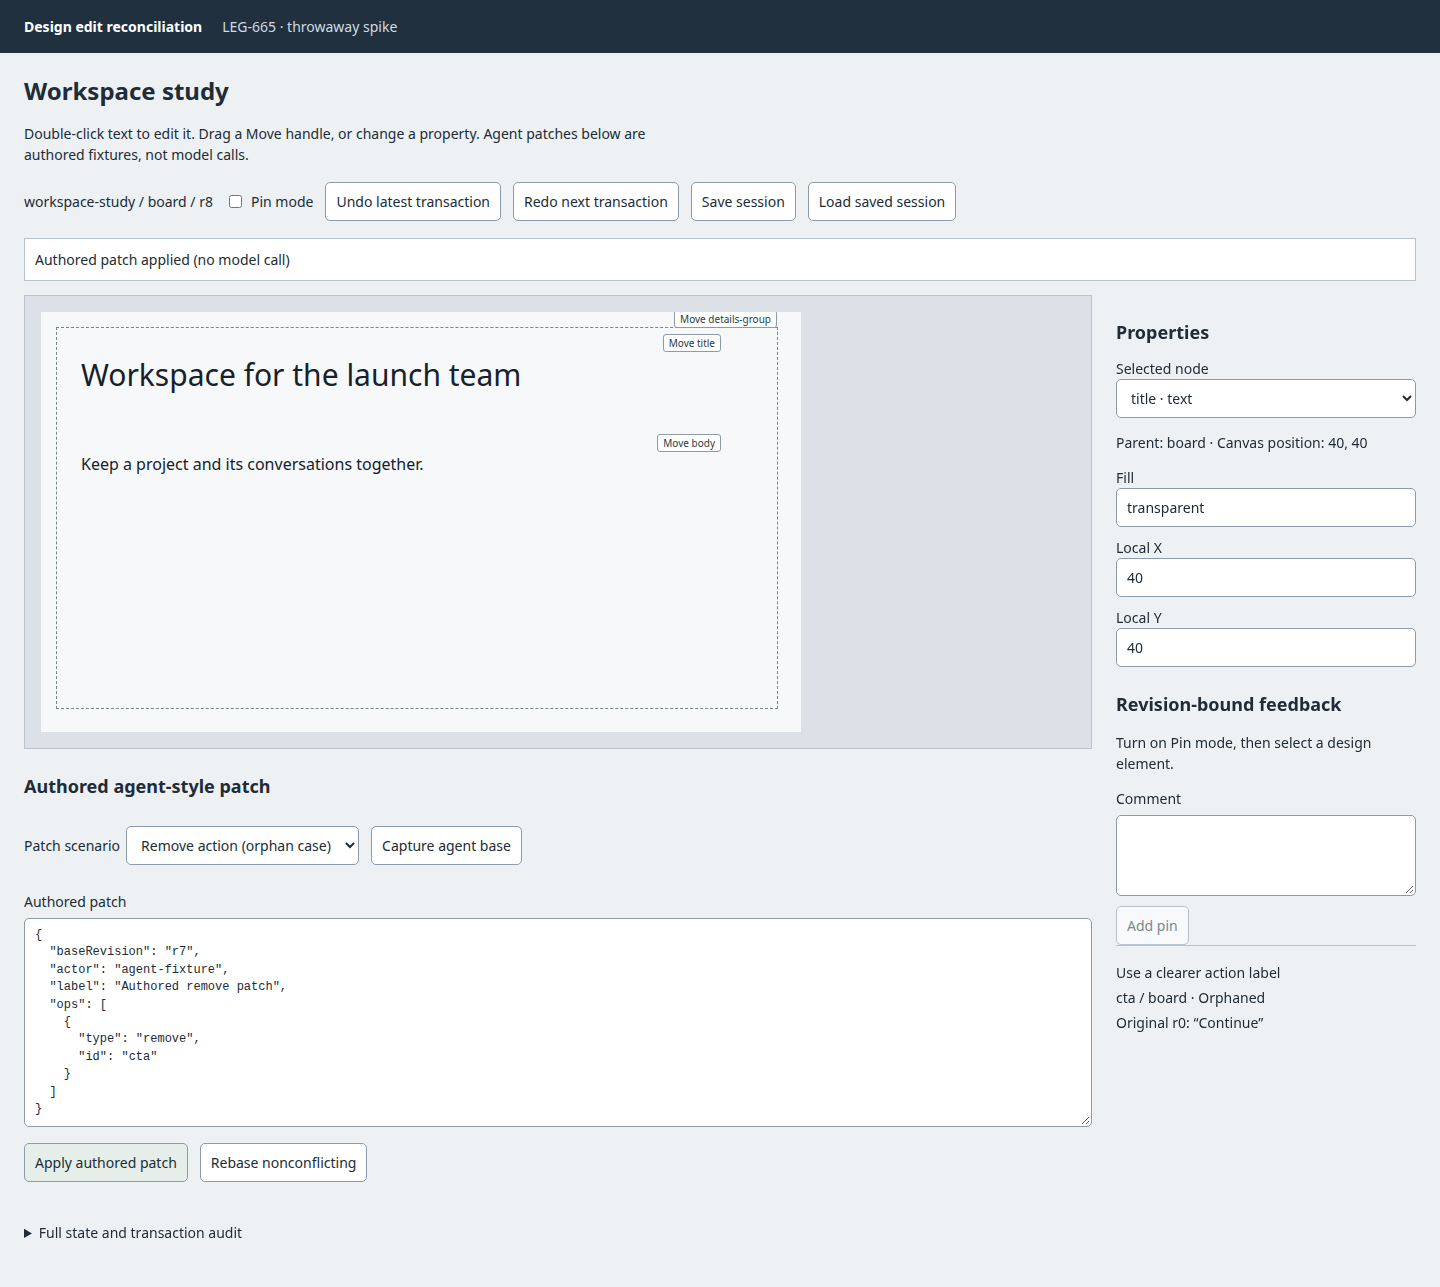 Design edit reconciliation LEG-665 · throwaway spike
Workspace study
Double-click text to edit it. Drag a Move handle, or change a property. Agent patches below are
authored fixtures, not model calls.
workspace-study / board / r8 Pin mode Undo latest transaction Redo next transaction Save session Load saved session
Authored patch applied (no model call)
Move details-group
Move title
Workspace for the launch team
Move body
Keep a project and its conversations together.
Properties
Selected node
title · text
Parent: board · Canvas position: 40, 40
Fill
transparent
Local X
40
Local Y
40
Revision-bound feedback
Turn on Pin mode, then select a design
element.
Comment
Add pin
Use a clearer action label
cta / board · Orphaned
Original r0: “Continue”
Authored agent-style patch
Patch scenario Remove action (orphan case) Capture agent base
Authored patch
{
"baseRevision": "r7",
"actor": "agent-fixture",
"label": "Authored remove patch",
"ops": [
{
"type": "remove",
"id": "cta"
}
]
}
Apply authored patch Rebase nonconflicting
Full state and transaction audit